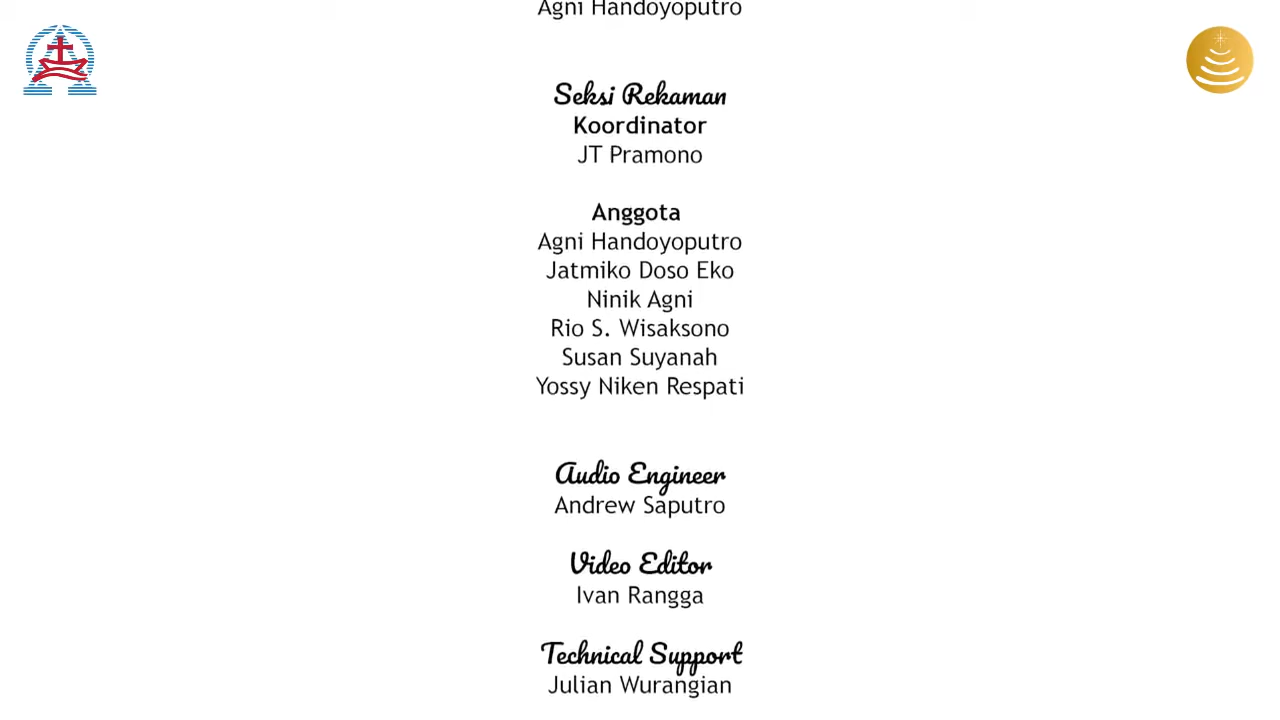 Agni Handoyoputro
Seksi Rekaman
Koordinator
JT Pramono
Anggota
Agni Handoyoputro
Jatmiko Doso Eko
Ninik Agni
Rio S. Wisaksono
Susan Suyanah
Yossy Niken Respati
Audio Engineer
Andrew Saputro
Video Editor
Ivan Rangga
Technical Support
Julian Wurangian